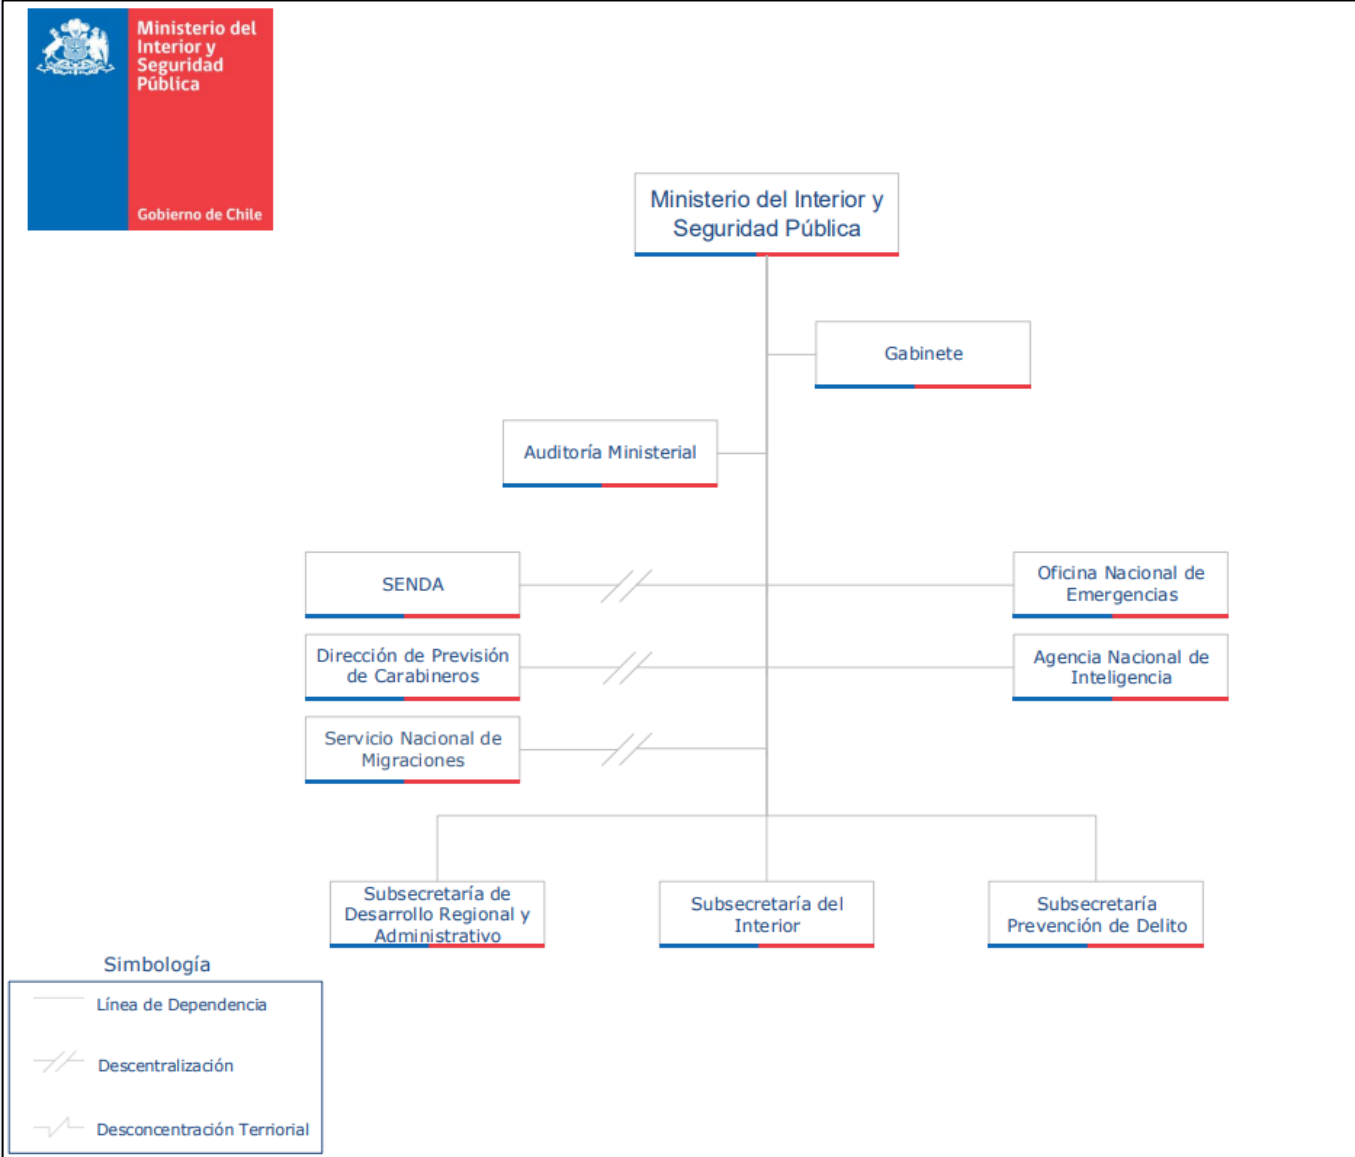 Ministerio del
Interior y
Seguridad
Pública
Gobierno de Chile
Ministerio del Interior y
Seguridad Pública
Gabinete
Auditoría Ministerial
SENDA
Oficina Nacional de
Emergencias
Dirección de Previsión
de Carabineros
Agencia Nacional de
Inteligencia
Servicio Nacional de
Migraciones
Subsecretaría de
Desarrollo Regional y
Administrativo
Subsecretaría del
Interior
Subsecretaría
Prevención de Delito
Simbología
Línea de Dependencia
Descentralización
Desconcentración Terriorial